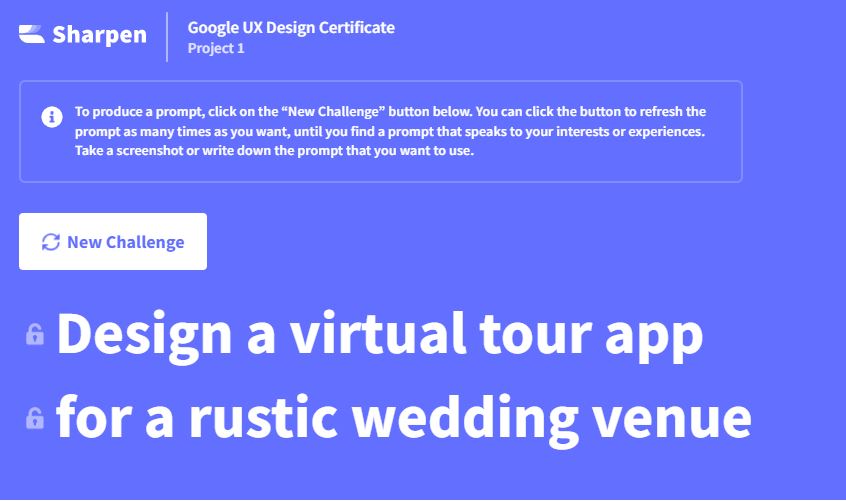 Sharpen
Google UX Design Certificate
Project 1
To produce a prompt, click on the “New Challenge” button below. You can click the button to refresh the
prompt as many times as you want, until you find a prompt that speaks to your interests or experiences.
Take a screenshot or write down the prompt that you want to use.
New Challenge
Design a virtual tour app
for a rustic wedding venue